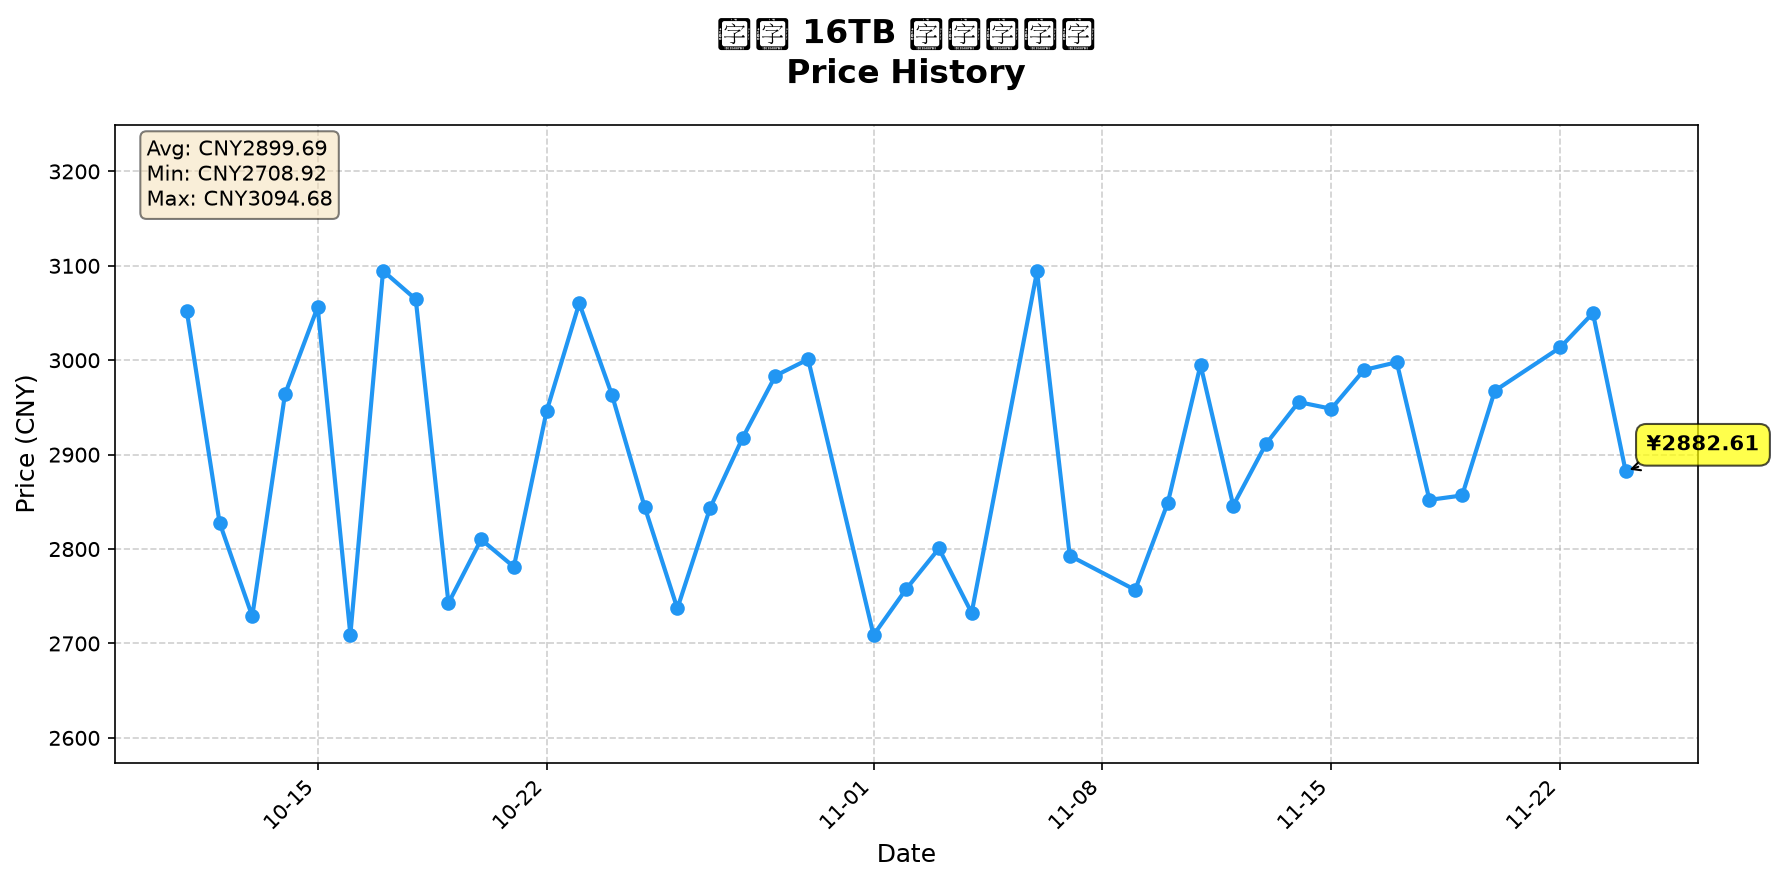 16TB
Price History
Avg: CNY2899.69
Min: CNY2708.92
Max: CNY3094.68
3200
3100
3000
2900
2800
2700
2600
Price (CNY)
¥2882.61
10-15
10-22
11-01
11-08
11-15
11-22
Date